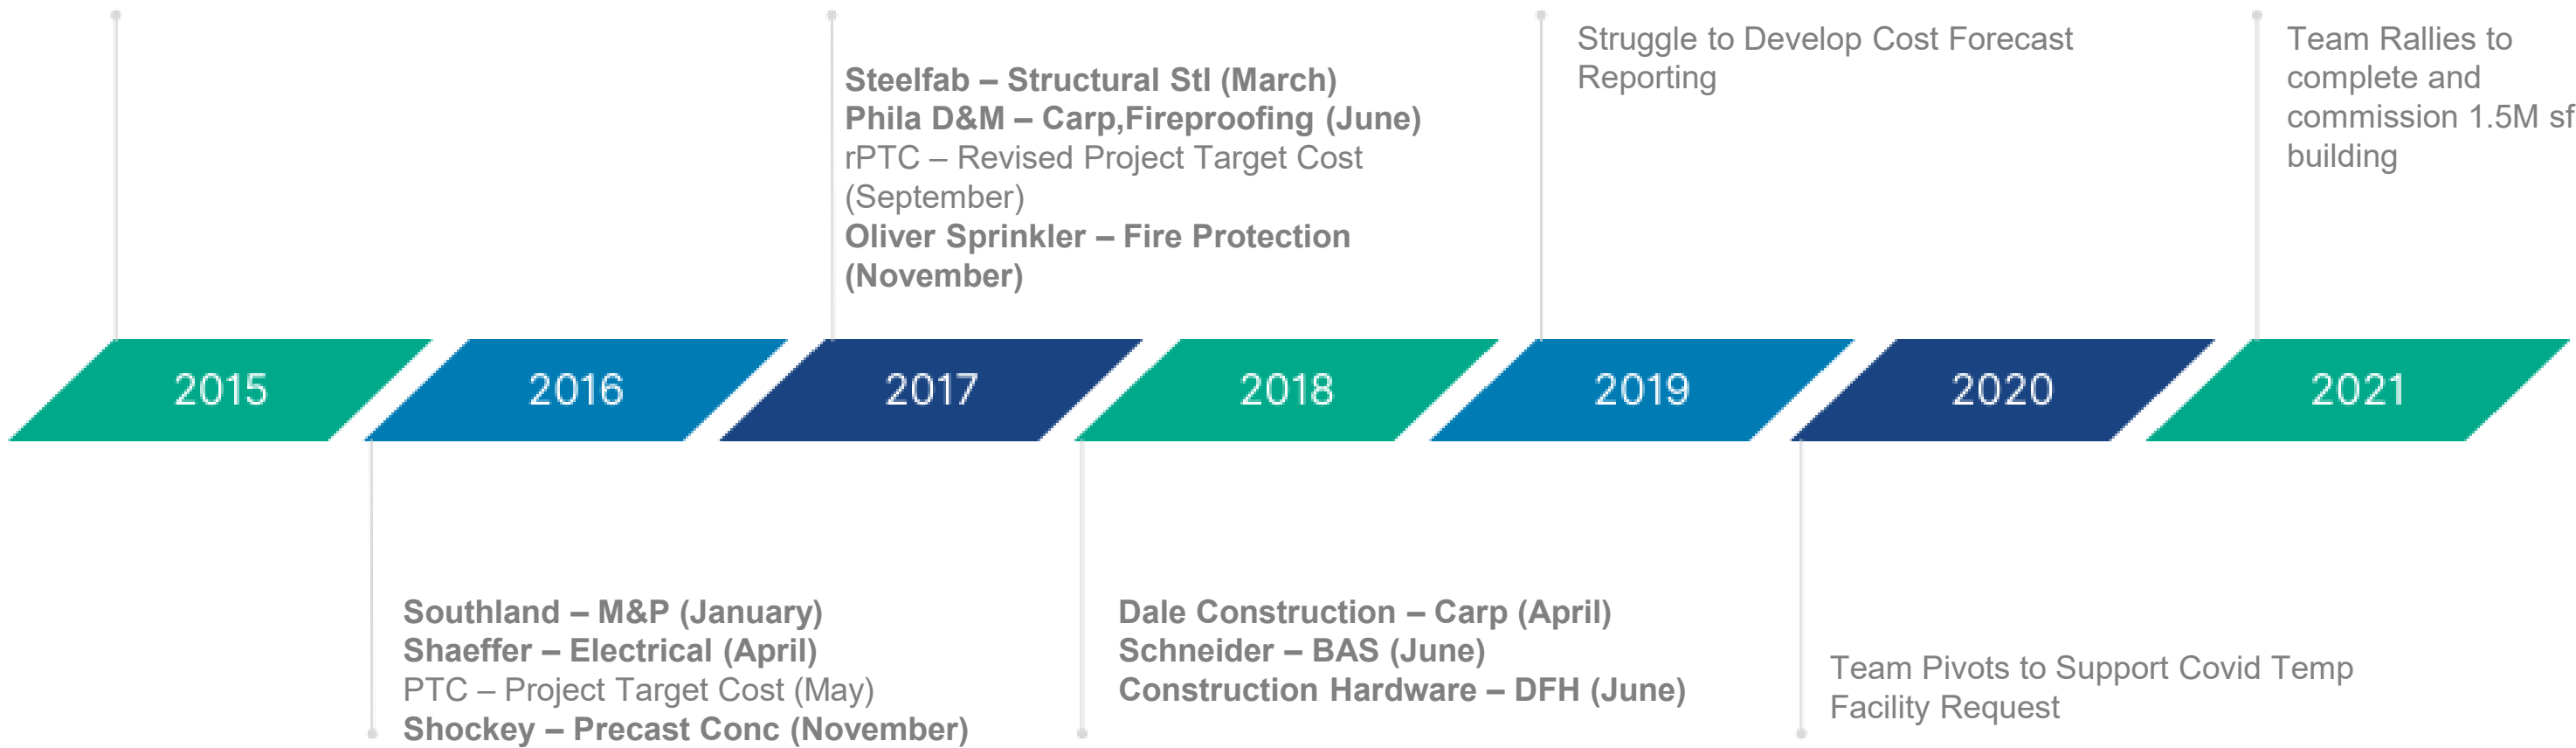 Steelfab – Structural Stl (March)
Phila D&M – Carp,Fireproofing (June)
rPTC – Revised Project Target Cost
(September)
Oliver Sprinkler – Fire Protection
(November)
Struggle to Develop Cost Forecast
Reporting
Team Rallies to
complete and
commission 1.5M sf
building
2015
2016
2017
2018
2019
2020
2021
Southland – M&P (January)
Shaeffer – Electrical (April)
PTC – Project Target Cost (May)
Shockey – Precast Conc (November)
Dale Construction – Carp (April)
Schneider – BAS (June)
Construction Hardware – DFH (June)
Team Pivots to Support Covid Temp
Facility Request